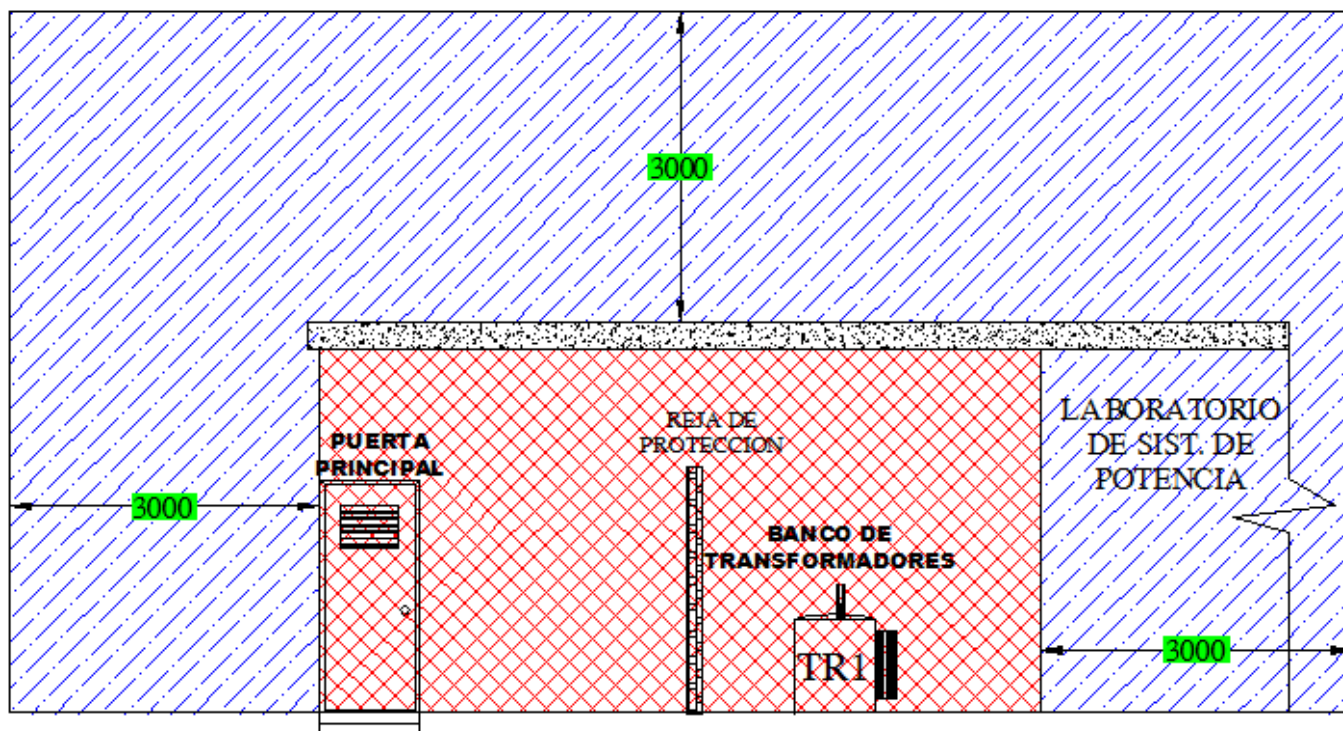 3000
REJA DE
PROTECCION
PUERTA
PRINCIPAL
3000
BANCO DE
TRANSFORMADORES
TR1
LABORATORIO
DE SIST. DE
POTENCIA
3000